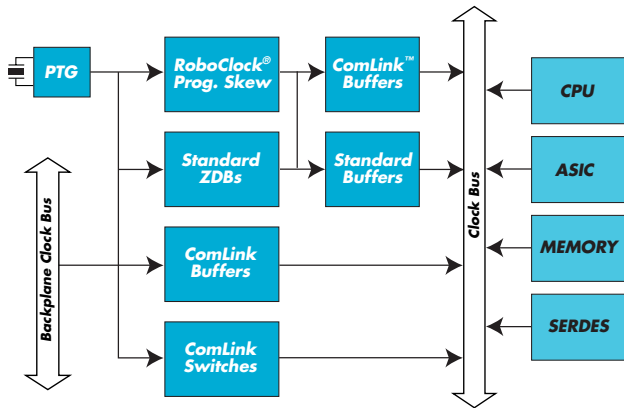 PTG
RoboClock®
Prog. Skew
ComLink™
Buffers
CPU
Standard
ZDBs
Standard
Buffers
ASIC
Backplane Clock Bus
Clock Bus
ComLink
Buffers
MEMORY
ComLink
Switches
SERDES